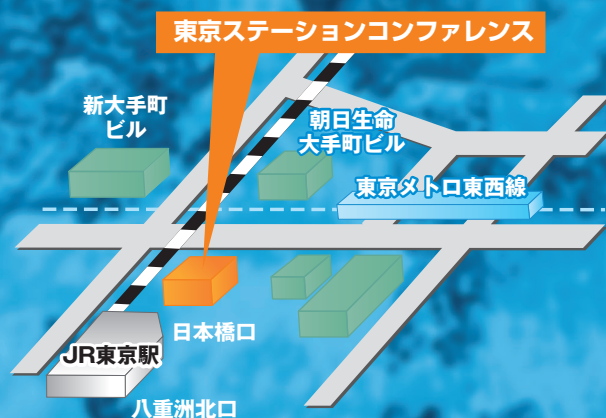 東京ステーションコンファレンス
新大手町
ビル
朝日生命
大手町ビル
東京メトロ東西線
日本橋口
JR東京駅
八重洲北口